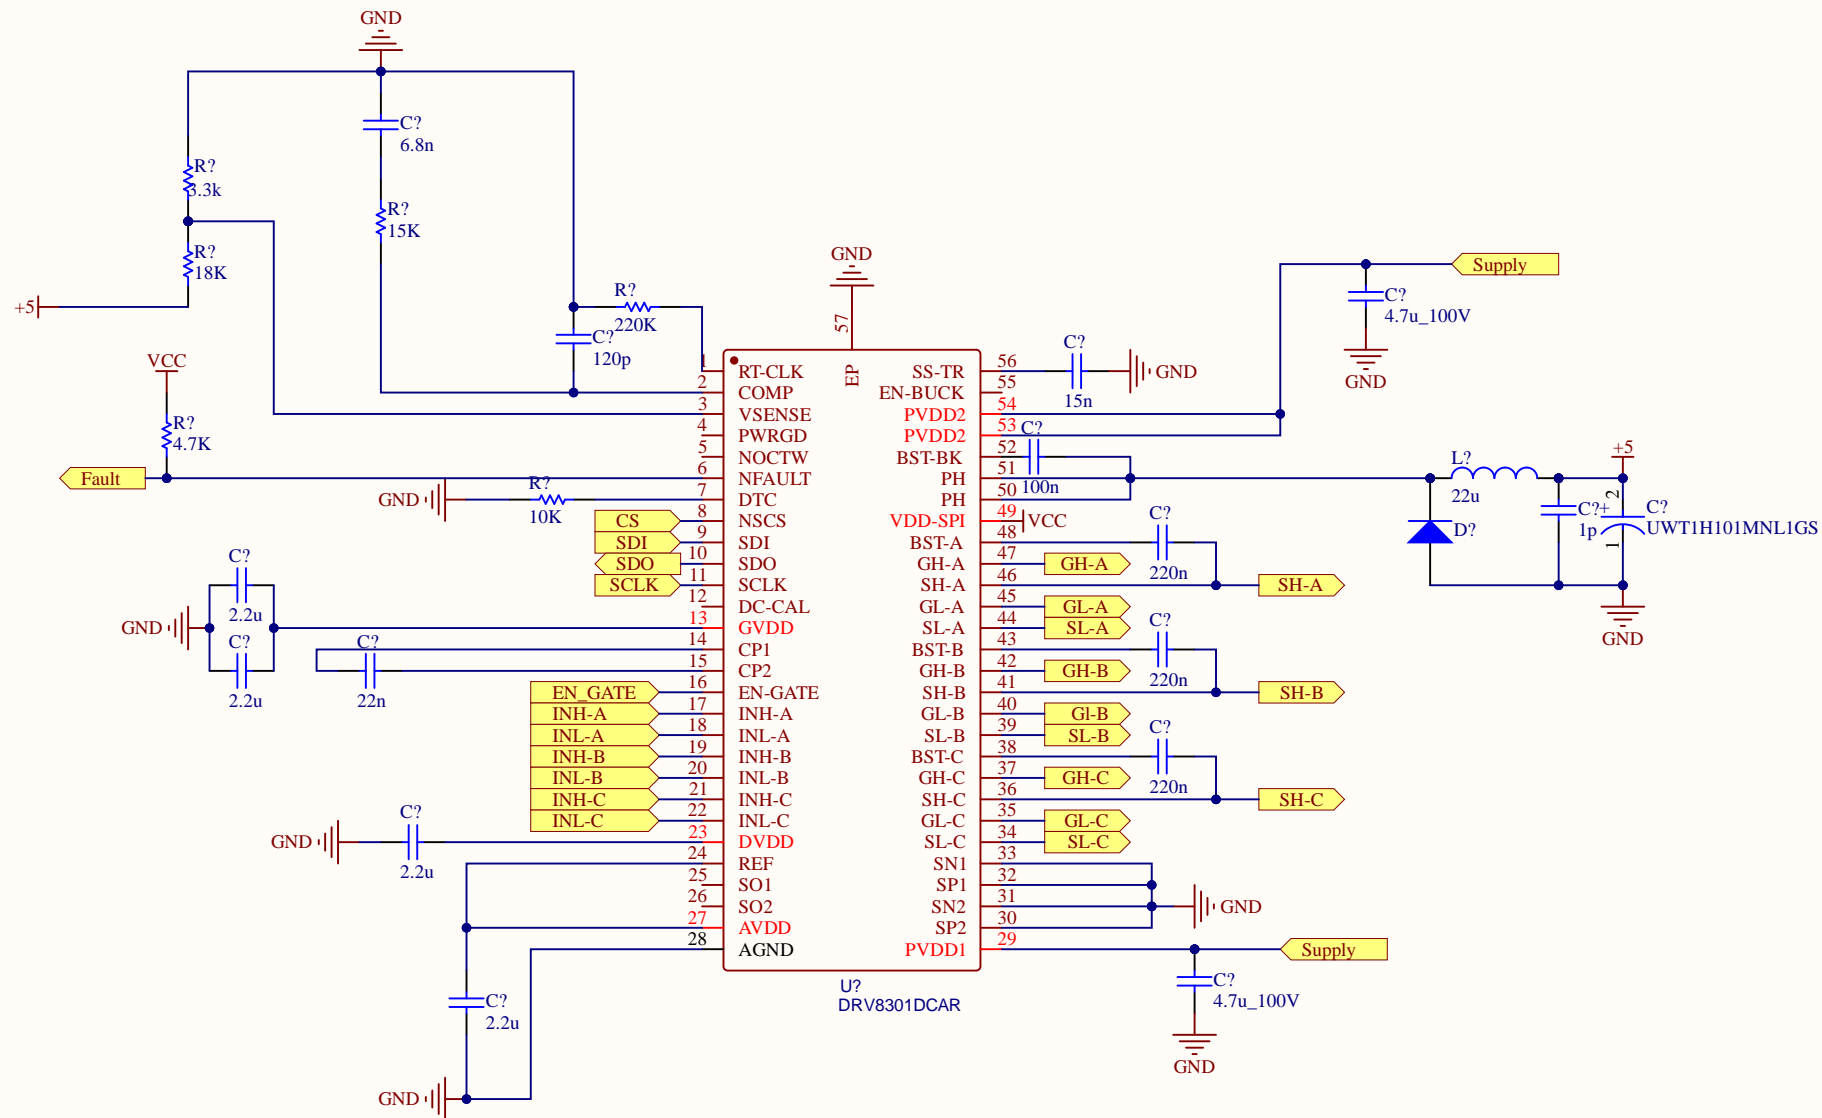 GND
C?
6.8n
R?
3.3k
R?
15K
R?
18K
+5
R?
220K
C?
120p
VCC
R?
4.7K
Fault
GND
R?
10K
CS
SDI
SDO
SCLK
C?
2.2u
GND
C?
2.2u
C?
22n
EN_GATE
INH-A
INL-A
INH-B
INL-B
INH-C
INL-C
GND
C?
2.2u
C?
2.2u
GND
GND
57
EP
1 RT-CLK
2 COMP
3 VSENSE
4 PWRGD
5 NOCTW
6 NFAULT
7 DTC
8 NSCS
9 SDI
10 SDO
11 SCLK
12 DC-CAL
13 GVDD
14 CP1
15 CP2
16 EN-GATE
17 INH-A
18 INL-A
19 INH-B
20 INL-B
21 INH-C
22 INL-C
23 DVDD
24 REF
25 SO1
26 SO2
27 AVDD
28 AGND
SS-TR 56
EN-BUCK 55
PVDD2 54
PVDD2 53
BST-BK 52
PH 51
PH 50
VDD-SPI 49
BST-A 48
GH-A 47
SH-A 46
GL-A 45
SL-A 44
BST-B 43
GH-B 42
SH-B 41
GL-B 40
SL-B 39
BST-C 38
GH-C 37
SH-C 36
GL-C 35
SL-C 34
SN1 33
SP1 32
SN2 31
SP2 30
PVDD1 29
U?
DRV8301DCAR
C?
15n
GND
Supply
C?
4.7u_100V
GND
C?
100n
VCC
L?
22u
D?
C?
1p
+5
+
2
1
C?
UWT1H101MNL1GS
GND
C?
220n
GH-A
SH-A
GL-A
SL-A
C?
220n
GH-B
SH-B
Gl-B
SL-B
C?
220n
GH-C
SH-C
GL-C
SL-C
GND
Supply
C?
4.7u_100V
GND